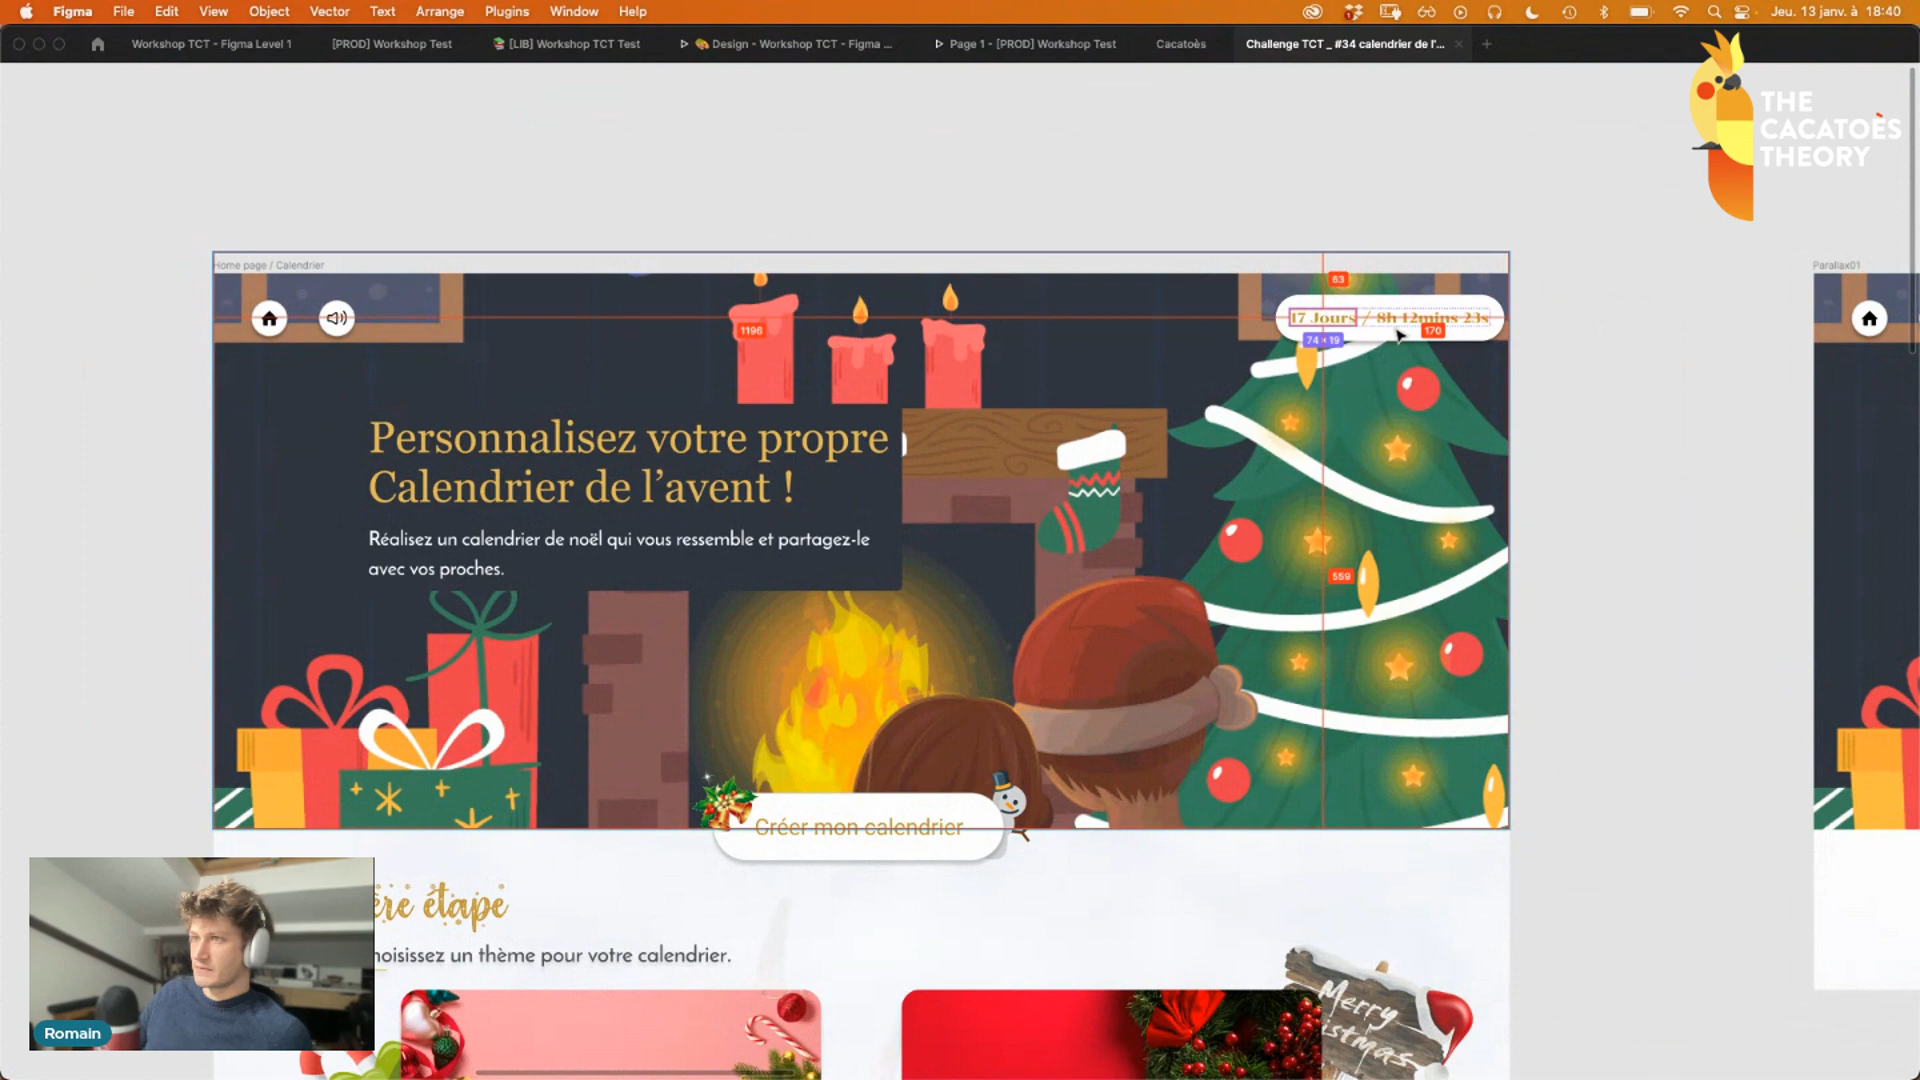 Figma File Edit View Object Vector Text Arrange Plugins Window Help
Jeu. 13 janv. à 18:40
Workshop TCT - Figma Level 1
[PROD] Workshop Test
[LIB] Workshop TCT Test
Design - Workshop TCT - Figma ...
Page 1 - [PROD] Workshop Test
Cacatoès
Challenge TCT _ #34 calendrier de l'...
THE
CACATOÈS
THEORY
Home page / Calendrier
Parallax01
63
17 Jours / 8h 12mins 23s
1196
170
74 × 19
Personnalisez votre propre
Calendrier de l’avent !
Réalisez un calendrier de noël qui vous ressemble et partagez-le
avec vos proches.
559
Créer mon calendrier
ère étape
hoisissez un thème pour votre calendrier.
Merry
istmas
Romain